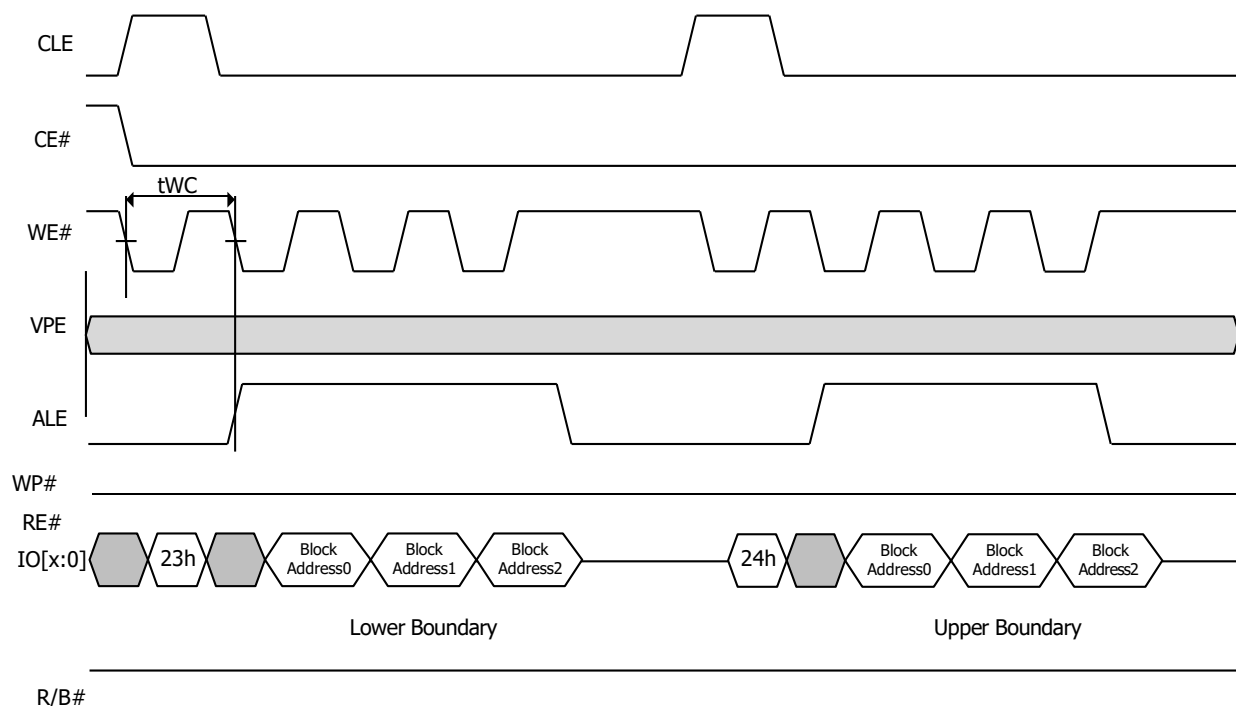 CLE
CE#
tWC
WE#
VPE
ALE
WP#
RE#
IO[x:0]
23h
Block
Address0
Block
Address1
Block
Address2
24h
Block
Address0
Block
Address1
Block
Address2
Lower Boundary
Upper Boundary
R/B#